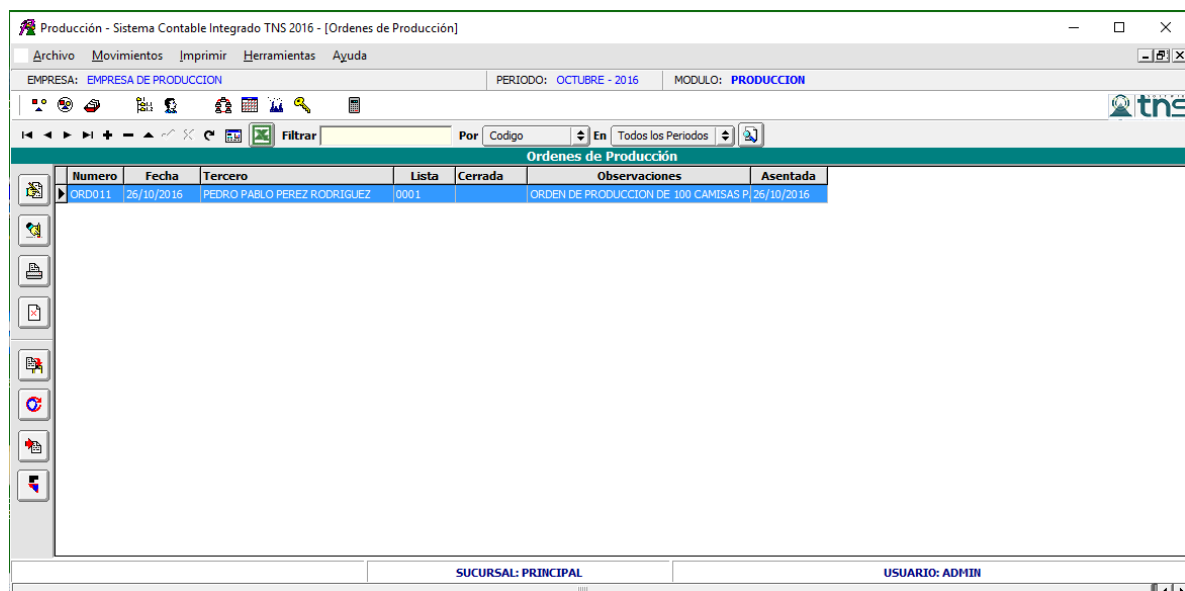 Producción - Sistema Contable Integrado TNS 2016 - [Ordenes de Producción]
Archivo Movimientos Imprimir Herramientas Ayuda
EMPRESA: EMPRESA DE PRODUCCION PERIODO: OCTUBRE - 2016 MODULO: PRODUCCION
tns
Filtrar Por Codigo En Todos los Periodos
Ordenes de Producción
Numero Fecha Tercero Lista Cerrada Observaciones Asentada
ORD011 26/10/2016 PEDRO PABLO PEREZ RODRIGUEZ 0001 ORDEN DE PRODUCCION DE 100 CAMISAS P 26/10/2016
SUCURSAL: PRINCIPAL USUARIO: ADMIN